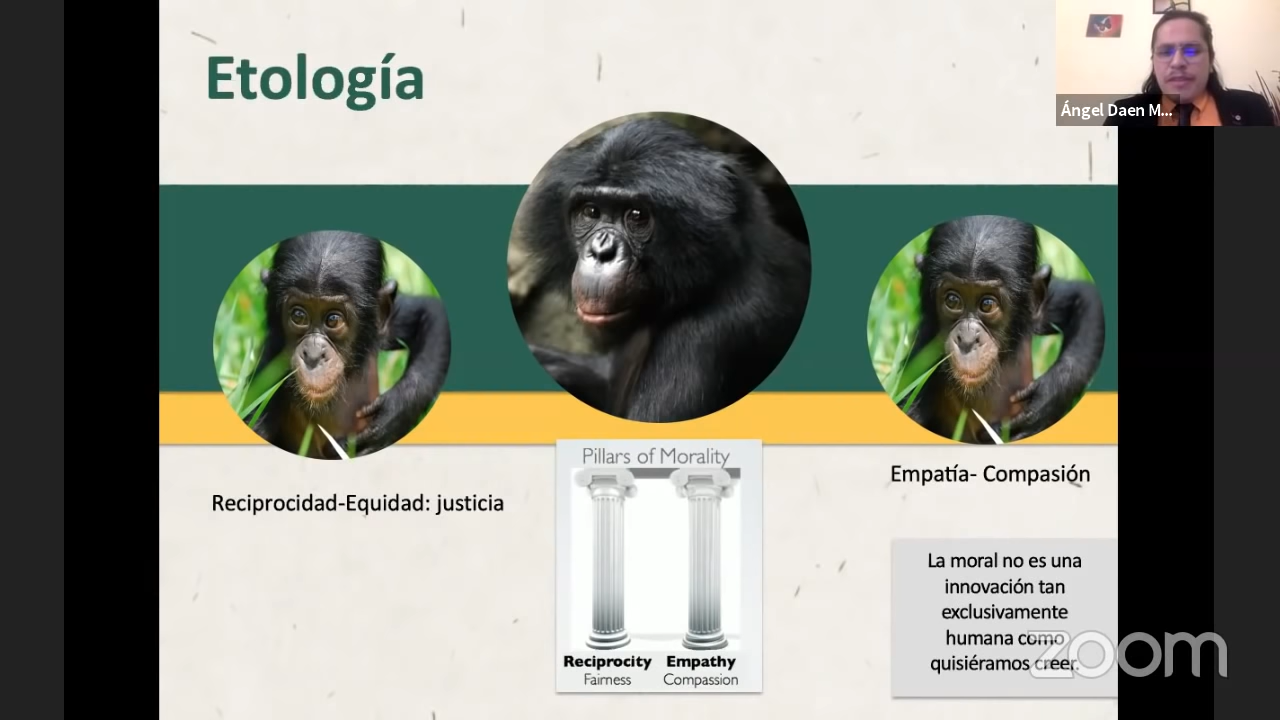 Etología
Ángel Daen M...
Reciprocidad-Equidad: justicia
Pillars of Morality
Reciprocity Empathy
Fairness Compassion
Empatía- Compasión
La moral no es una
innovación tan
exclusivamente
humana como
quisiéramos creer.
zoom